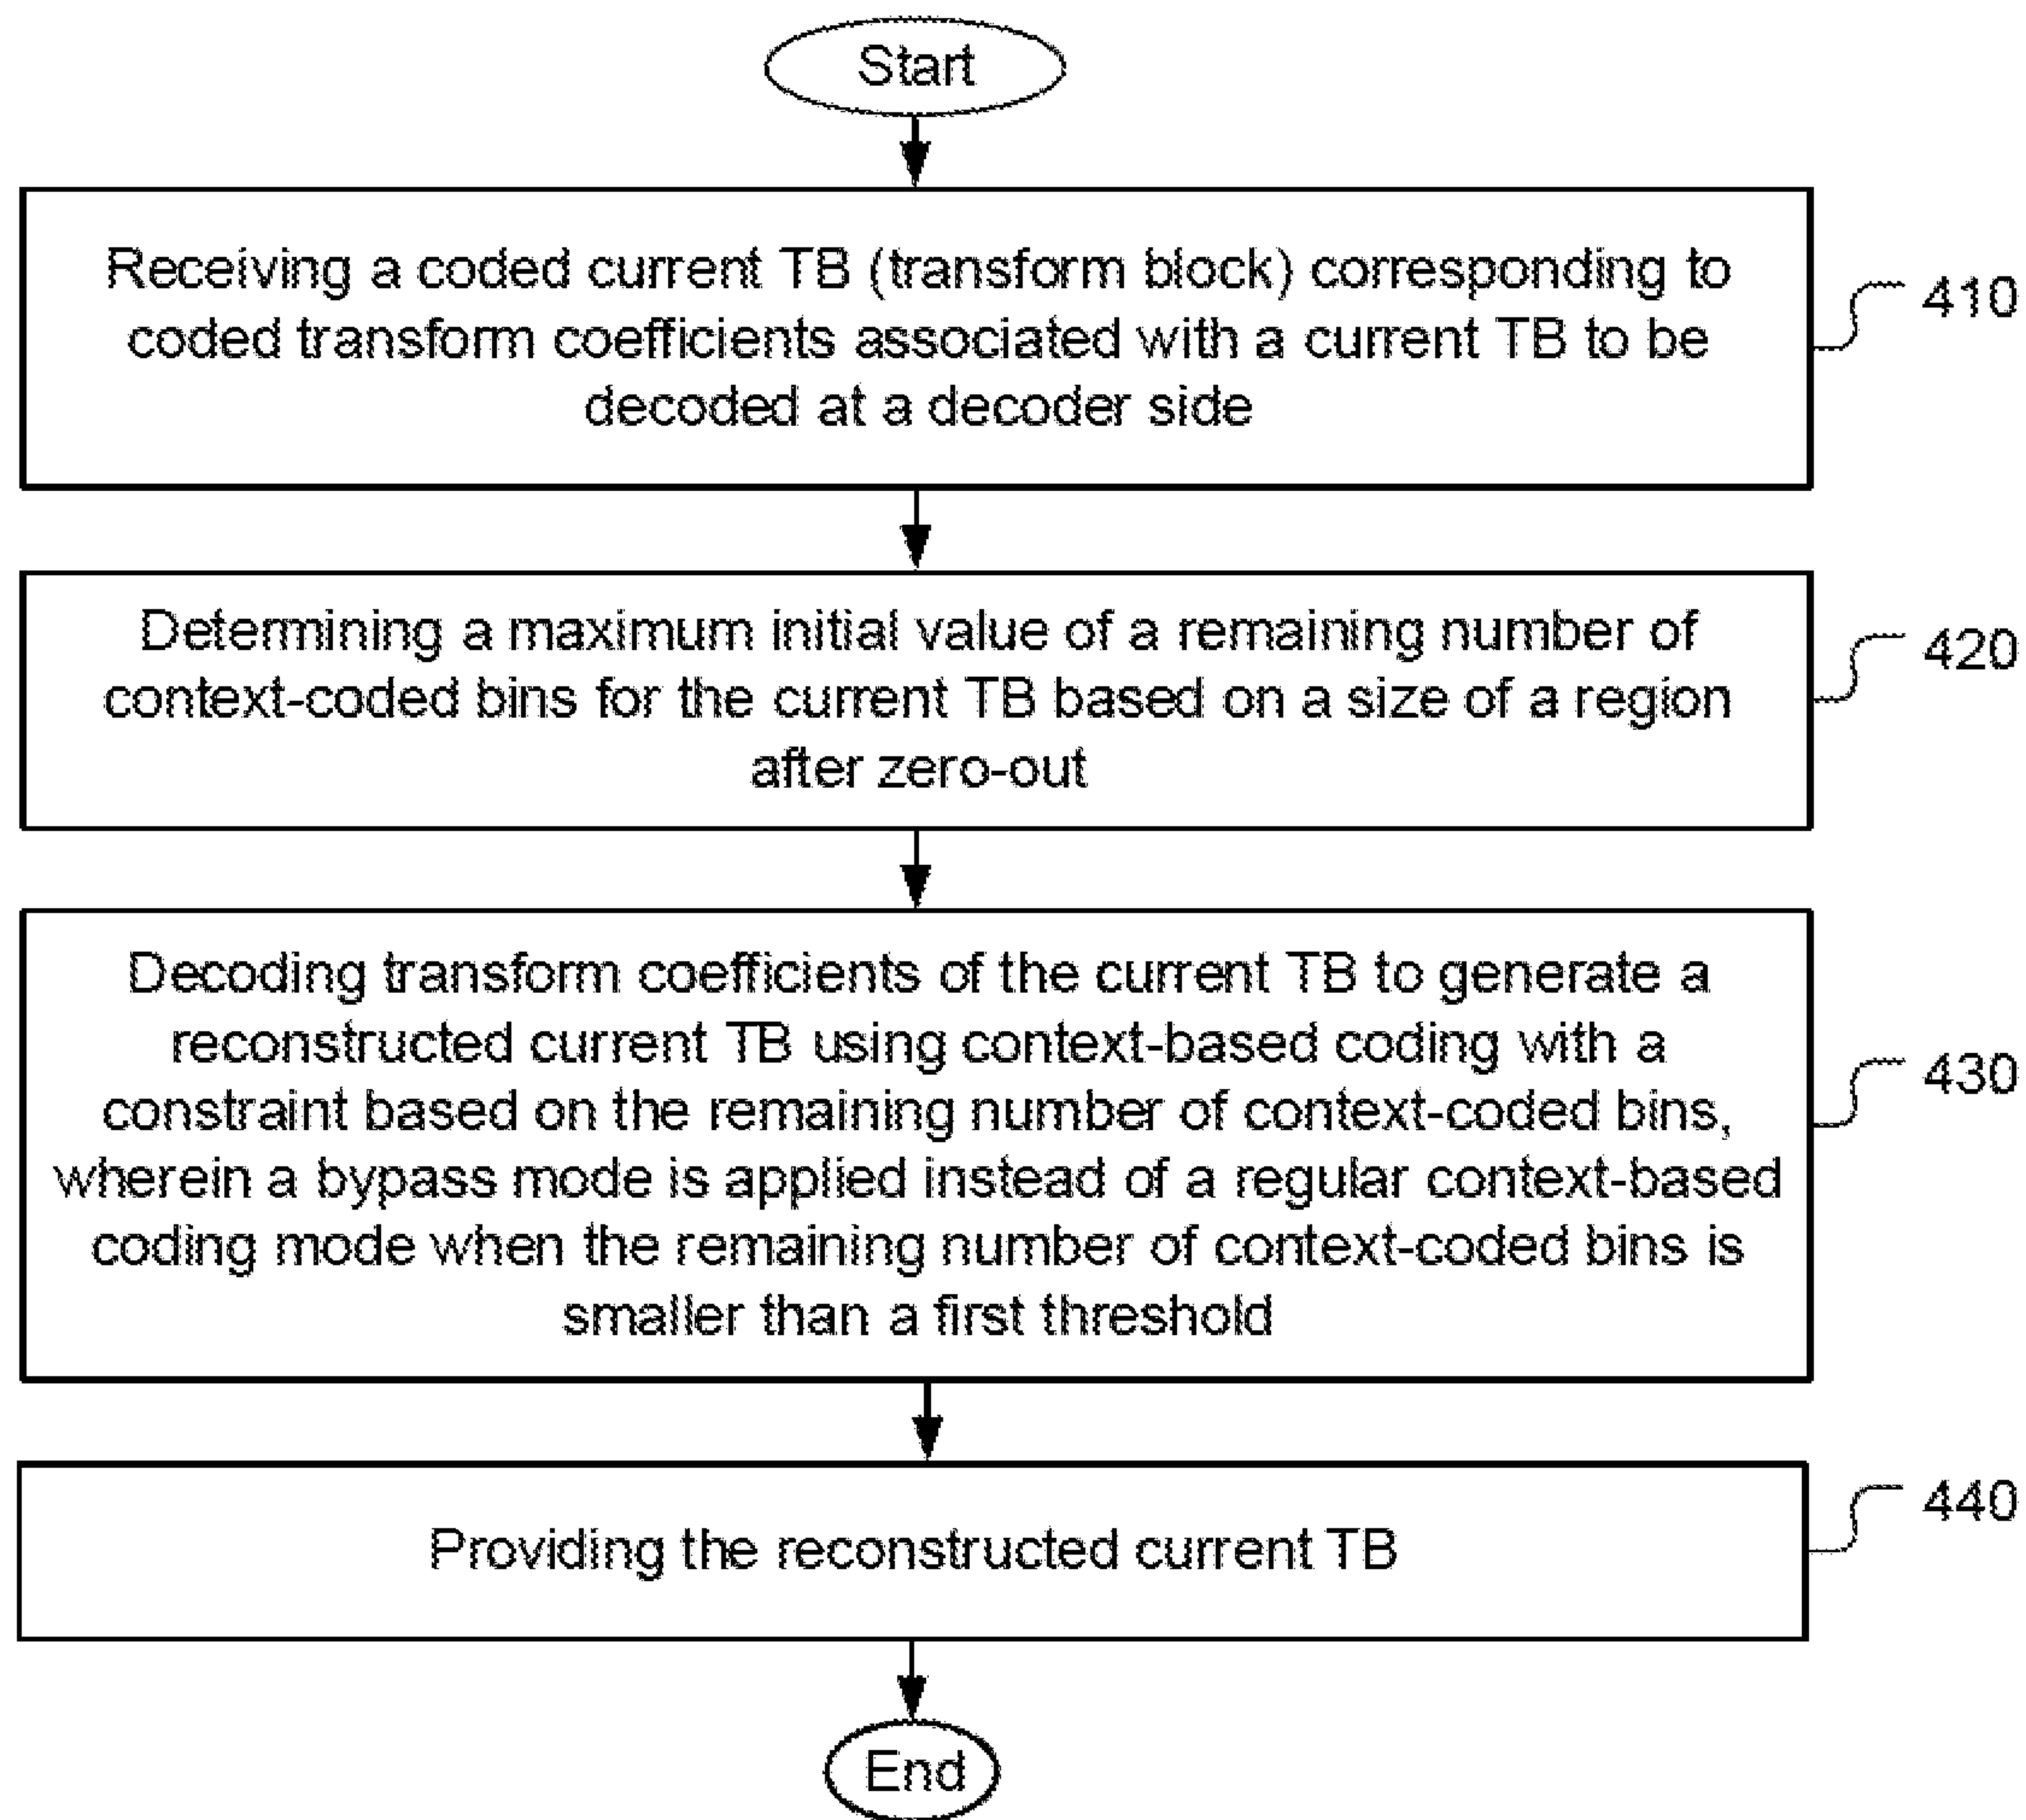 Start
Receiving a coded current TB (transform block) corresponding to
coded transform coefficients associated with a current TB to be
decoded at a decoder side
410
Determining a maximum initial value of a remaining number of
context-coded bins for the current TB based on a size of a region
after zero-out
420
Decoding transform coefficients of the current TB to generate a
reconstructed current TB using context-based coding with a
constraint based on the remaining number of context-coded bins,
wherein a bypass mode is applied instead of a regular context-based
coding mode when the remaining number of context-coded bins is
smaller than a first threshold
430
Providing the reconstructed current TB
440
End